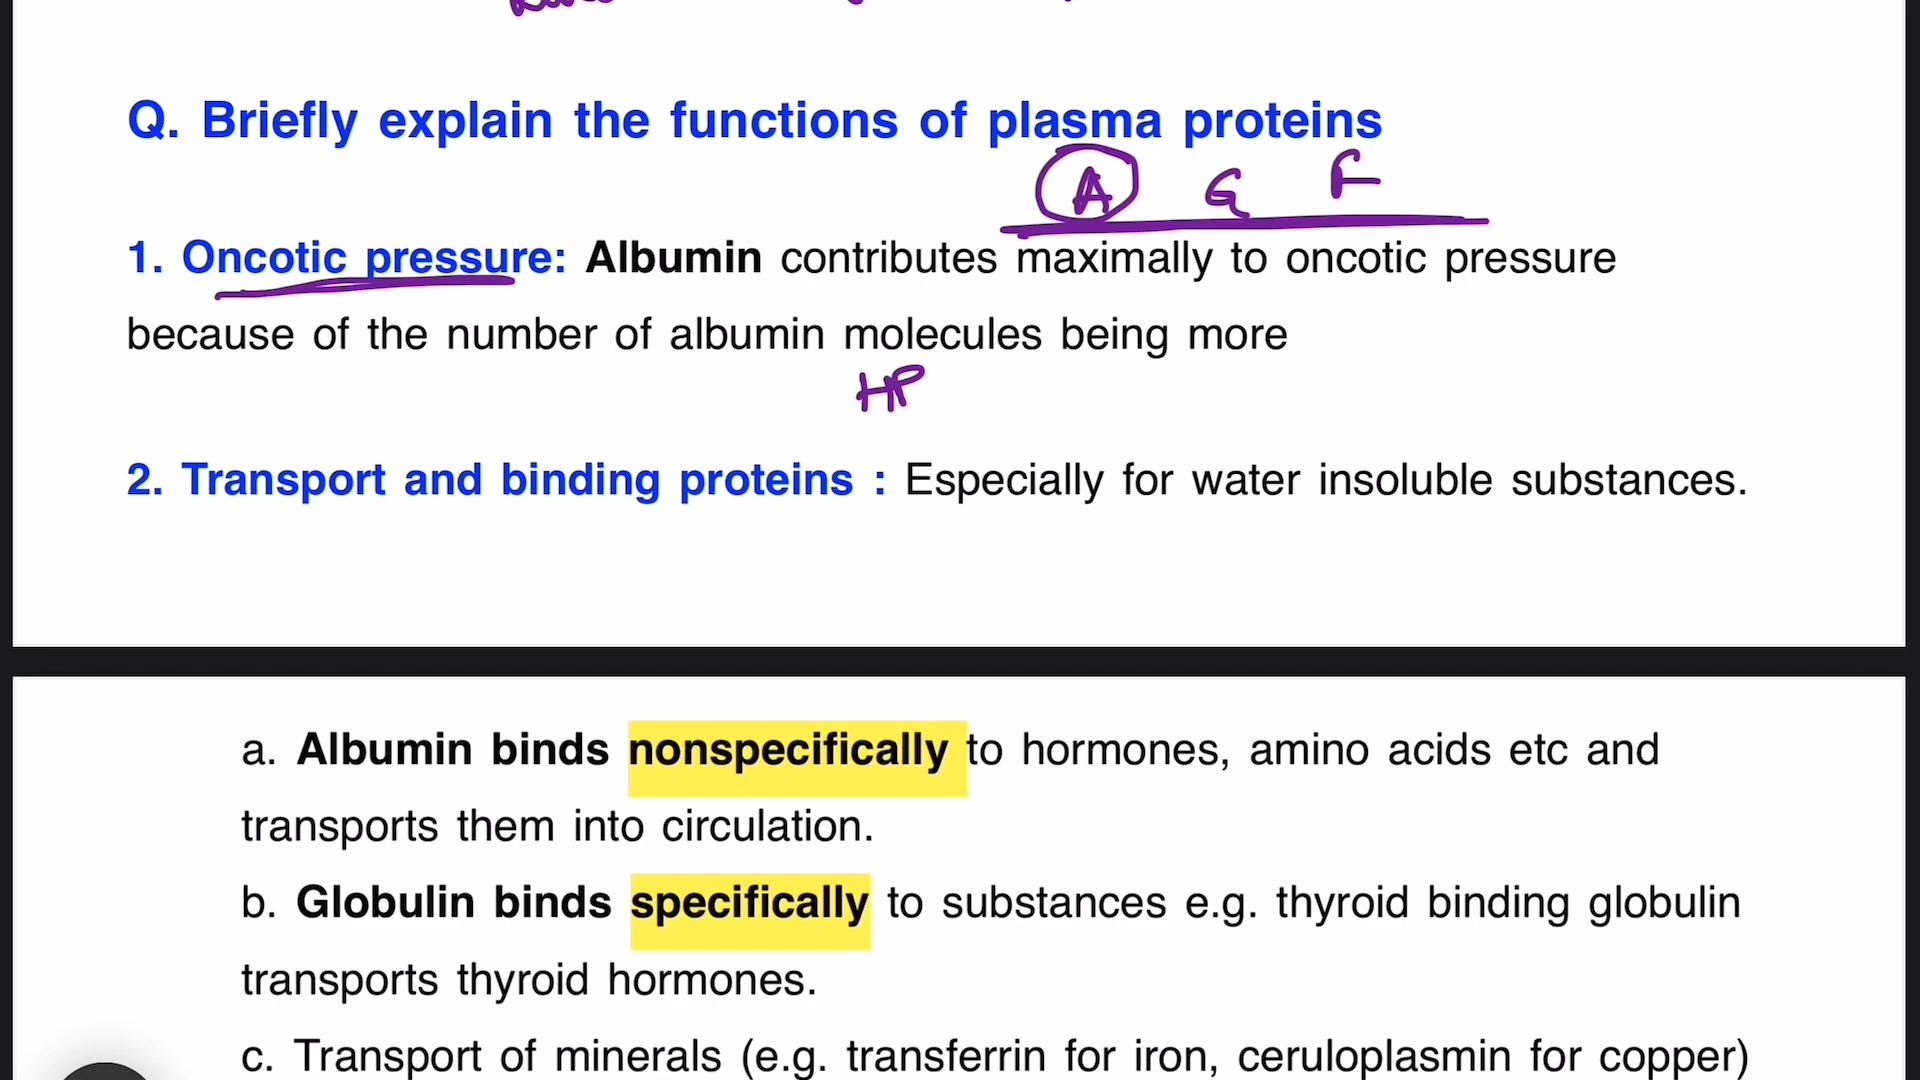 Q. Briefly explain the functions of plasma proteins
A G F
1. Oncotic pressure: Albumin contributes maximally to oncotic pressure
because of the number of albumin molecules being more
HP
2. Transport and binding proteins : Especially for water insoluble substances.
a. Albumin binds nonspecifically to hormones, amino acids etc and
transports them into circulation.
b. Globulin binds specifically to substances e.g. thyroid binding globulin
transports thyroid hormones.
c. Transport of minerals (e.g. transferrin for iron, ceruloplasmin for copper)